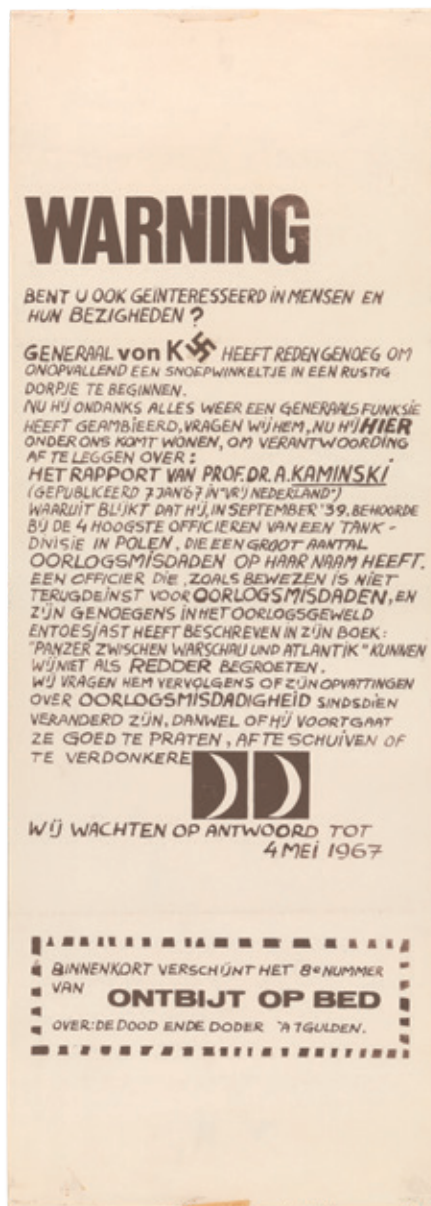 WARNING
BENT U OOK GEINTERESSEERD IN MENSEN EN
HUN BEZIGHEDEN ?
GENERAAL von K卐 HEEFT REDEN GENOEG OM
ONOPVALLEND EEN SNOEPWINKELTJE IN EEN RUSTIG
DORPJE TE BEGINNEN.
NU HIJ ONDANKS ALLES WEER EEN GENERAALSFUNKSIE
HEEFT GEAMBIEERD, VRAGEN WIJ HEM, NU HIJ HIER
ONDER ONS KOMT WONEN, OM VERANTWOORDING
AF TE LEGGEN OVER :
HET RAPPORT VAN PROF. DR. A. KAMINSKI
(GEPUBLICEERD 7 JAN'67 IN "VRIJ NEDERLAND")
WAARUIT BLIJKT DAT HIJ, IN SEPTEMBER '39. BEHOORDE
BIJ DE 4 HOOGSTE OFFICIEREN VAN EEN TANK-
DIVISIE IN POLEN, DIE EEN GROOT AANTAL
OORLOGSMISDADEN OP HAAR NAAM HEEFT.
EEN OFFICIER DIE, ZOALS BEWEZEN IS NIET
TERUGDEINST VOOR OORLOGSMISDADEN, EN
ZIJN GENOEGENS IN HET OORLOGSGEWELD
ENTOESJAST HEEFT BESCHREVEN IN ZIJN BOEK:
"PANZER ZWISCHEN WARSCHAU UND ATLANTIK" KUNNEN
WIJ NIET ALS REDDER BEGROETEN.
WIJ VRAGEN HEM VERVOLGENS OF ZIJN OPVATTINGEN
OVER OORLOGSMISDADIGHEID SINDSDIEN
VERANDERD ZIJN, DANWEL OF HIJ VOORTGAAT
ZE GOED TE PRATEN, AF TE SCHUIVEN OF
TE VERDONKERE
WIJ WACHTEN OP ANTWOORD TOT
4 MEI 1967
BINNENKORT VERSCHIJNT HET 8e NUMMER
VAN ONTBIJT OP BED
OVER: DE DOOD EN DE DODER 'A 1 GULDEN.